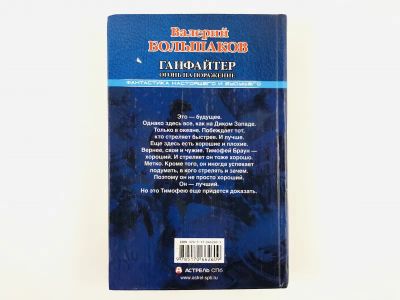 Валерий
БОЛЬШАКОВ
ГАНФАЙТЕР
ОГОНЬ НА ПОРАЖЕНИЕ
ФАНТАСТИКА НАСТОЯЩЕГО И БУДУЩЕГО
Это — будущее.
Однако здесь все, как на Диком Западе.
Только в океане. Побеждает тот,
кто стреляет быстрее. И лучше.
Еще здесь есть хорошие и плохие.
Вернее, свои и чужие. Тимофей Браун —
хороший. И стреляет он тоже хорошо.
Метко. Кроме того, он иногда успевает
подумать, в кого стрелять и зачем.
Поэтому он не просто хороший.
Он — лучший.
Но это Тимофею еще придется доказать.
АСТРЕЛЬ СПб
www.astrel-spb.ru